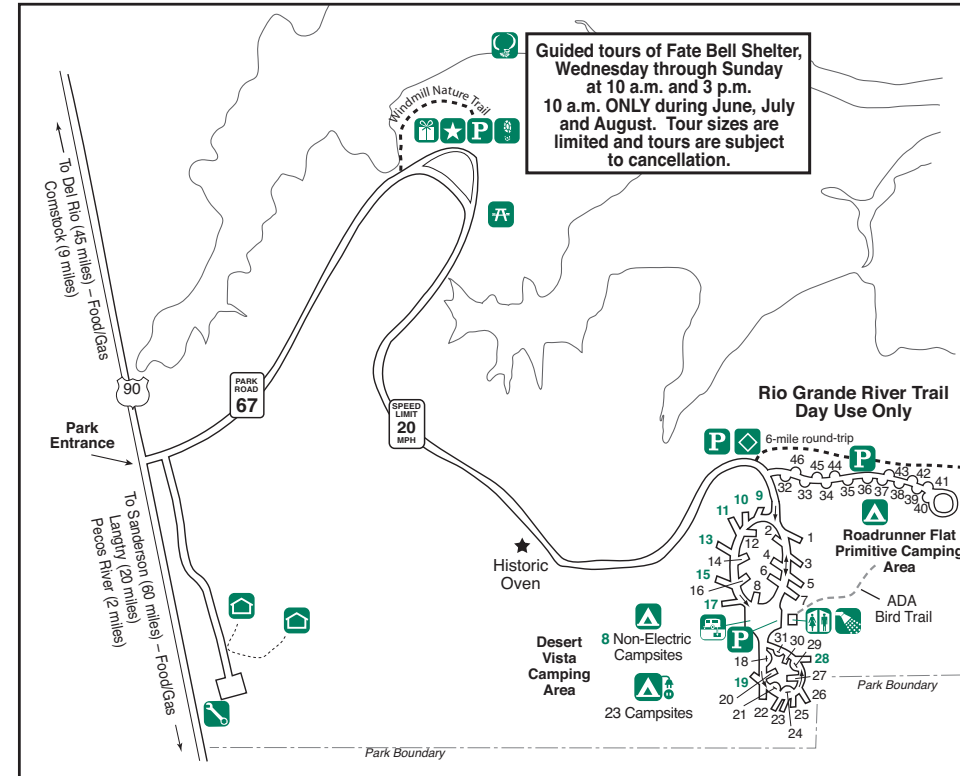 Guided tours of Fate Bell Shelter,
Wednesday through Sunday
at 10 a.m. and 3 p.m.
10 a.m. ONLY during June, July
and August. Tour sizes are
limited and tours are subject
to cancellation.
Windmill Nature Trail
P
To Del Rio (45 miles) – Food/Gas
Comstock (9 miles)
90
PARK
ROAD
67
SPEED
LIMIT
20
MPH
Park
Entrance
To Sanderson (60 miles) – Food/Gas
Langtry (20 miles)
Pecos River (2 miles)
Historic
Oven
Rio Grande River Trail
Day Use Only
P
6-mile round-trip
P
46
45
44
43
42
41
32
33
34
35
36
37
38
39
40
Roadrunner Flat
Primitive Camping
Area
ADA
Bird Trail
9
10
11
2
1
12
13
14
4
3
15
6
5
16
8
7
17
P
Desert
Vista
Camping
Area
8 Non-Electric
Campsites
23 Campsites
31
30
29
18
28
19
27
20
26
21
22
23
25
24
Park Boundary
Park Boundary